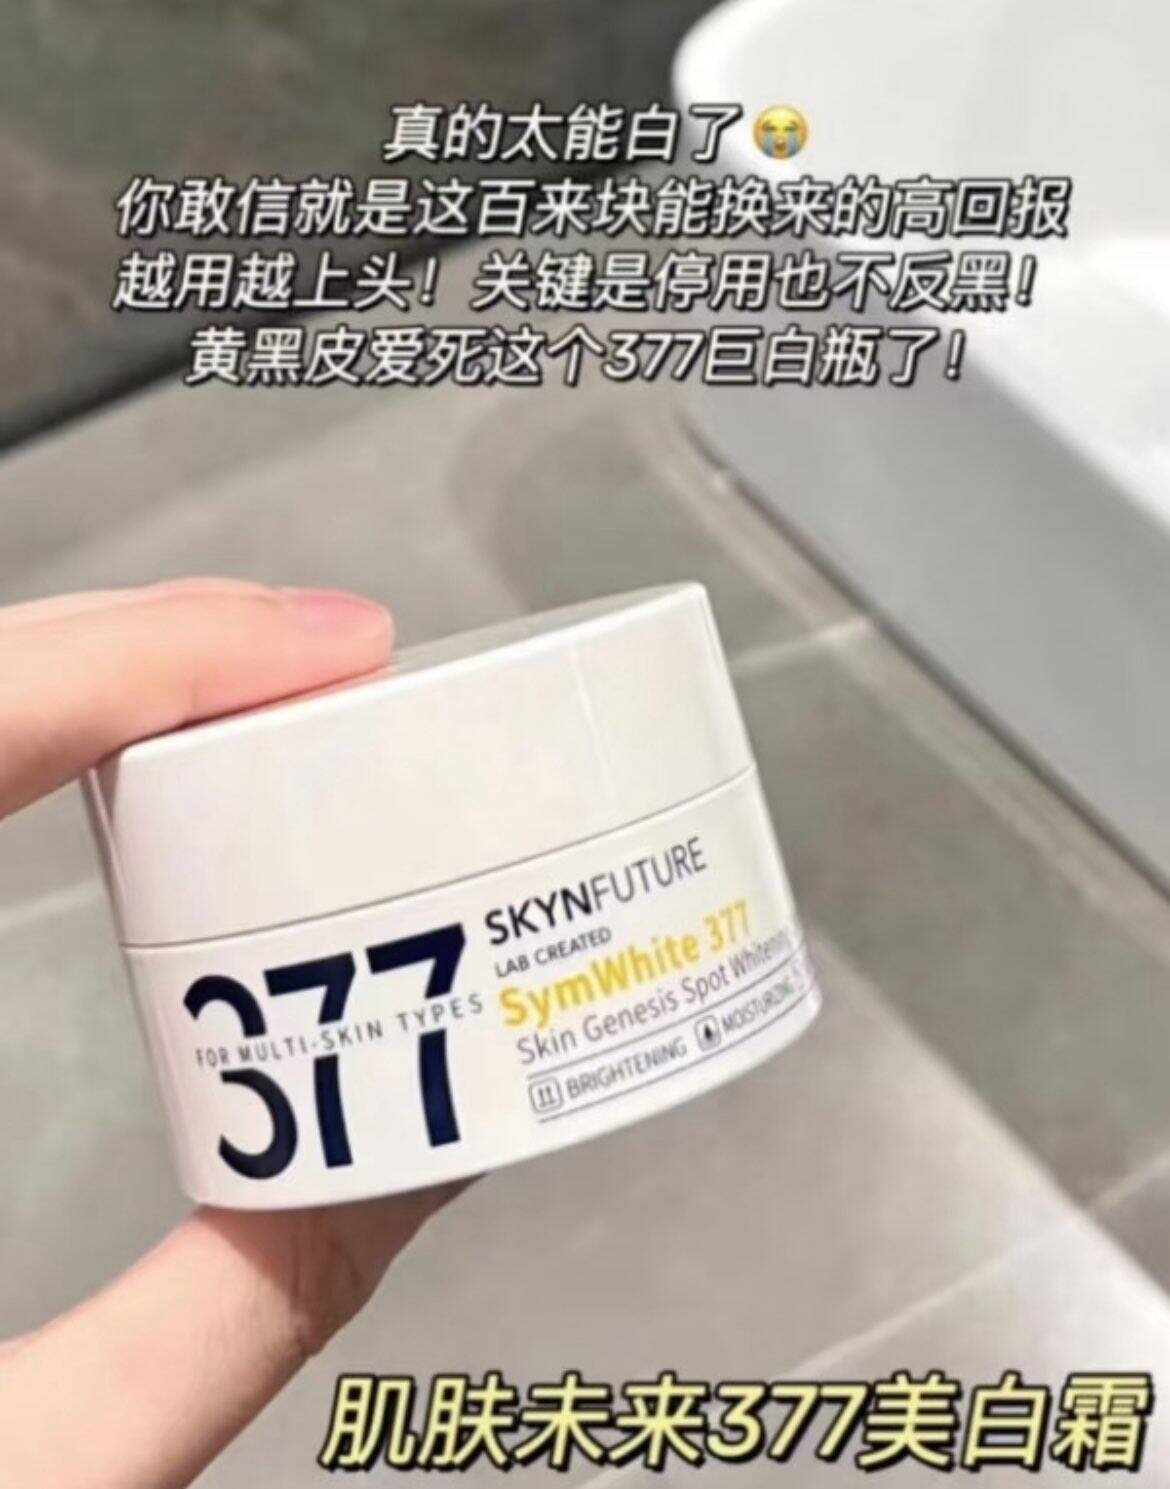 真的太能白了😭
你敢信就是这百来块能换来的高回报
越用越上头！关键是停用也不反黑！
黄黑皮爱死这个377巨白瓶了！
SKYNFUTURE
LAB CREATED
SymWhite 377
Skin Genesis Spot Whitening
BRIGHTENING MOISTURIZING
377
FOR MULTI-SKIN TYPES
肌肤未来377美白霜